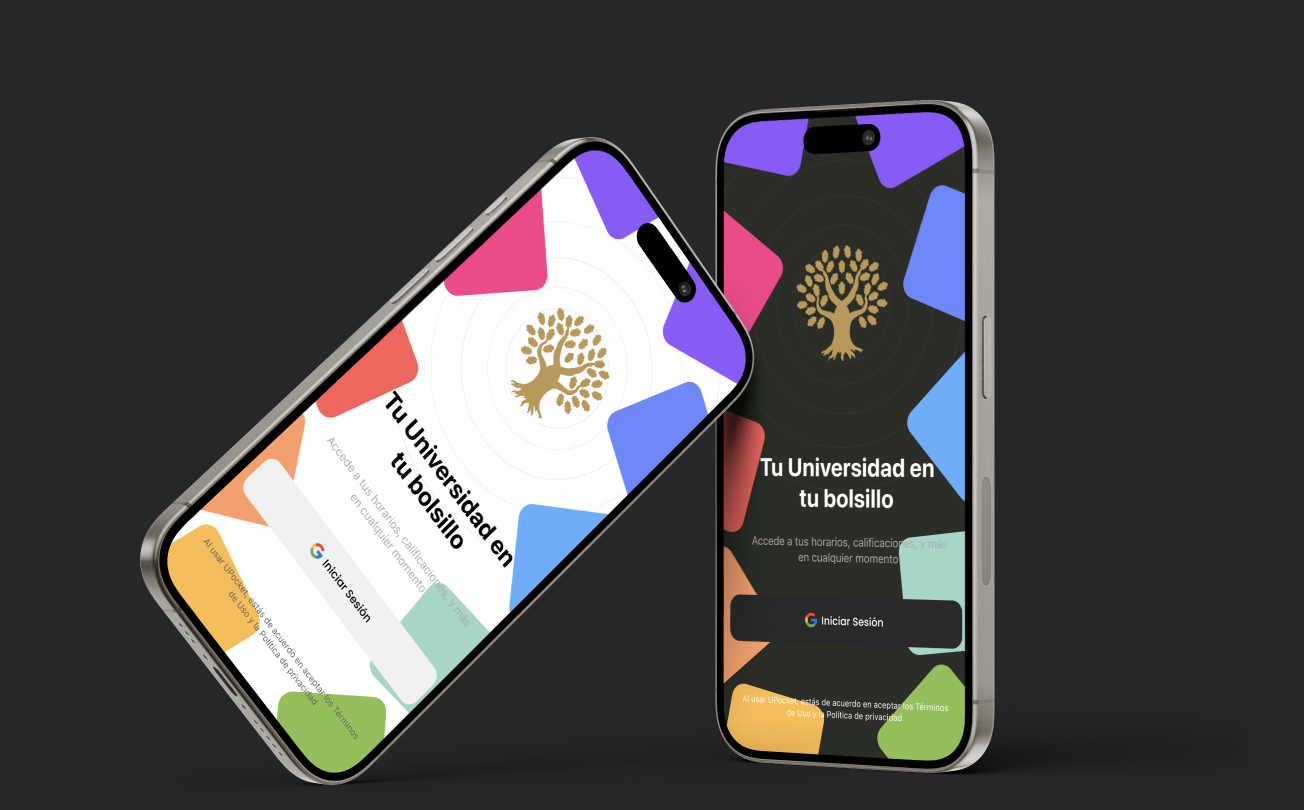 Tu Universidad en
tu bolsillo
Accede a tus horarios, calificaciones, y más
en cualquier momento
Iniciar Sesión
Al usar UPocket, estás de acuerdo en aceptar los Términos
de Uso y la Política de privacidad
Tu Universidad en
tu bolsillo
Accede a tus horarios, calificaciones, y más
en cualquier momento
Iniciar Sesión
Al usar UPocket, estás de acuerdo en aceptar los Términos
de Uso y la Política de privacidad